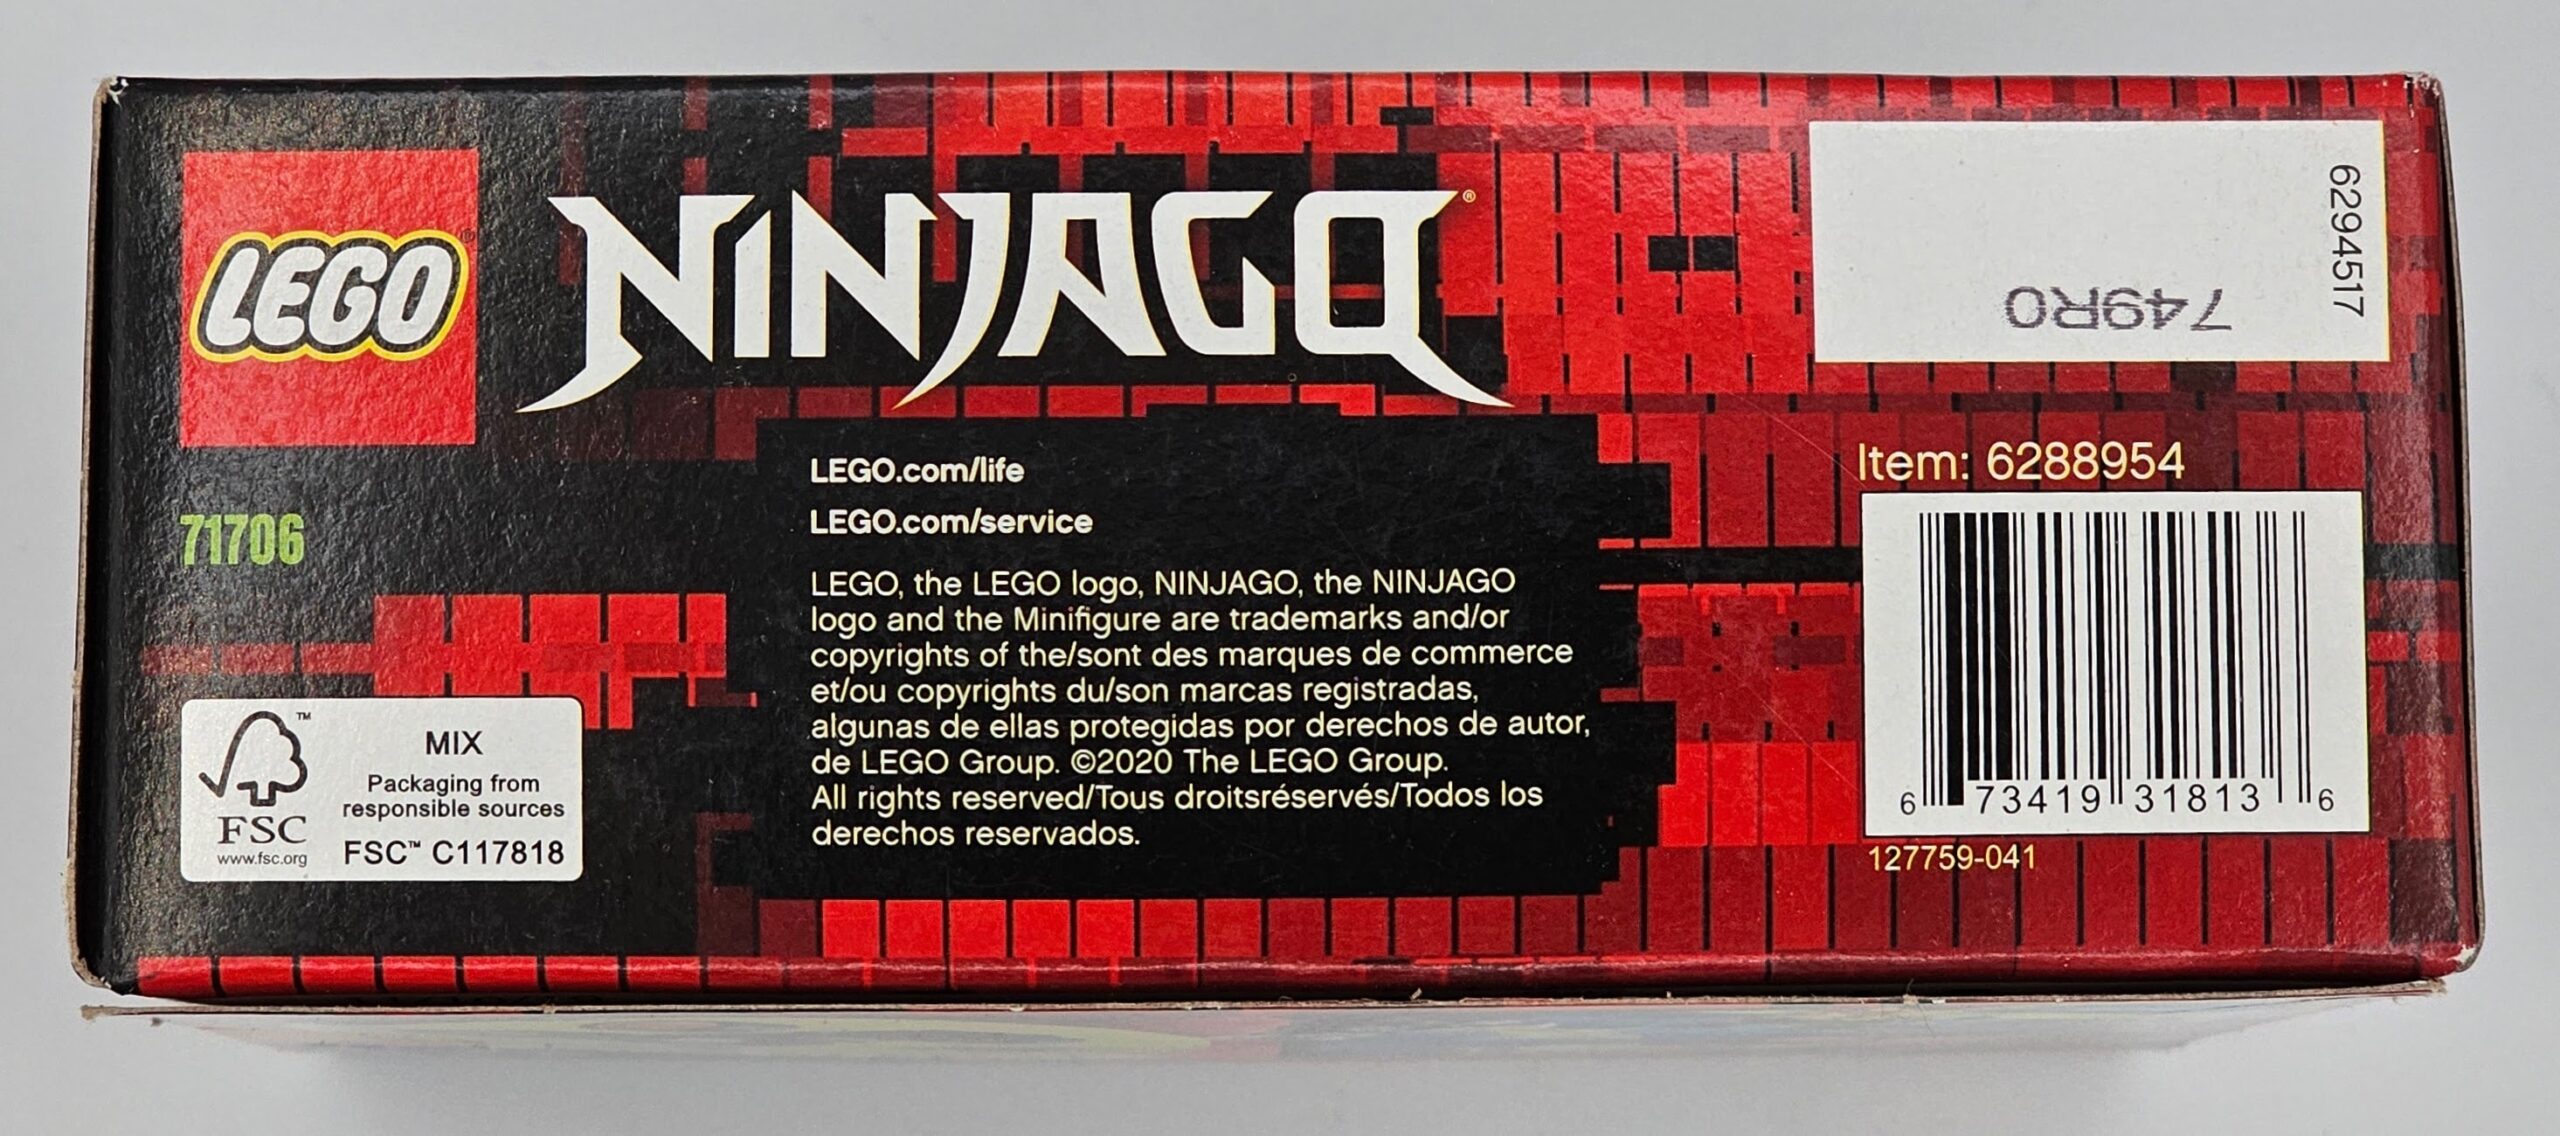 LEGO®
NINJAGO®
6294517
749R0
71706
LEGO.com/life
LEGO.com/service
LEGO, the LEGO logo, NINJAGO, the NINJAGO
logo and the Minifigure are trademarks and/or
copyrights of the/sont des marques de commerce
et/ou copyrights du/son marcas registradas,
algunas de ellas protegidas por derechos de autor,
de LEGO Group. ©2020 The LEGO Group.
All rights reserved/Tous droitsréservés/Todos los
derechos reservados.
Item: 6288954
6 73419 31813 6
127759-041
™
FSC
www.fsc.org
MIX
Packaging from
responsible sources
FSC™ C117818